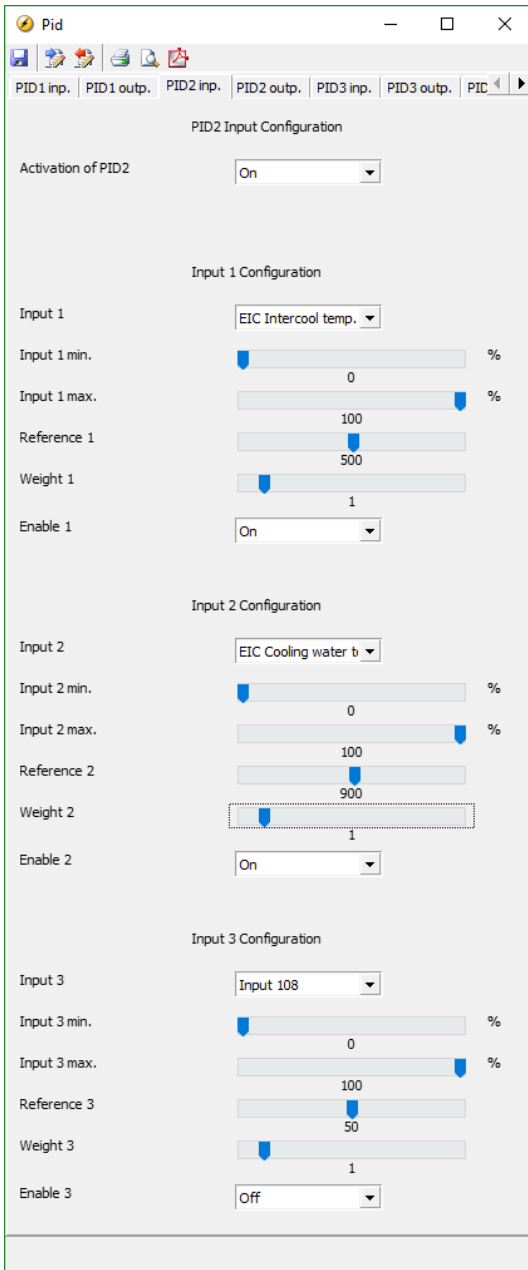 Pid
PID1 inp. PID1 outp. PID2 inp. PID2 outp. PID3 inp. PID3 outp. PID
PID2 Input Configuration
Activation of PID2 On
Input 1 Configuration
Input 1 EIC Intercool temp.
Input 1 min. %
0
Input 1 max. %
100
Reference 1
500
Weight 1
1
Enable 1 On
Input 2 Configuration
Input 2 EIC Cooling water t
Input 2 min. %
0
Input 2 max. %
100
Reference 2
900
Weight 2
1
Enable 2 On
Input 3 Configuration
Input 3 Input 108
Input 3 min. %
0
Input 3 max. %
100
Reference 3
50
Weight 3
1
Enable 3 Off